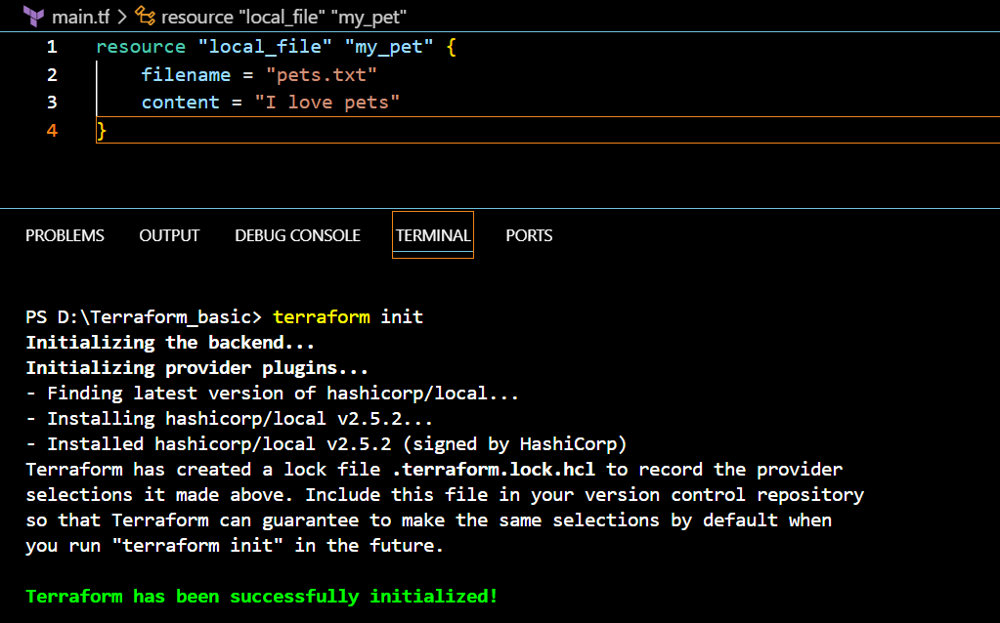 main.tf > resource "local_file" "my_pet"
1 resource "local_file" "my_pet" {
2     filename = "pets.txt"
3     content = "I love pets"
4 }
PROBLEMS OUTPUT DEBUG CONSOLE TERMINAL PORTS
PS D:\Terraform_basic> terraform init
Initializing the backend...
Initializing provider plugins...
- Finding latest version of hashicorp/local...
- Installing hashicorp/local v2.5.2...
- Installed hashicorp/local v2.5.2 (signed by HashiCorp)
Terraform has created a lock file .terraform.lock.hcl to record the provider
selections it made above. Include this file in your version control repository
so that Terraform can guarantee to make the same selections by default when
you run "terraform init" in the future.
Terraform has been successfully initialized!